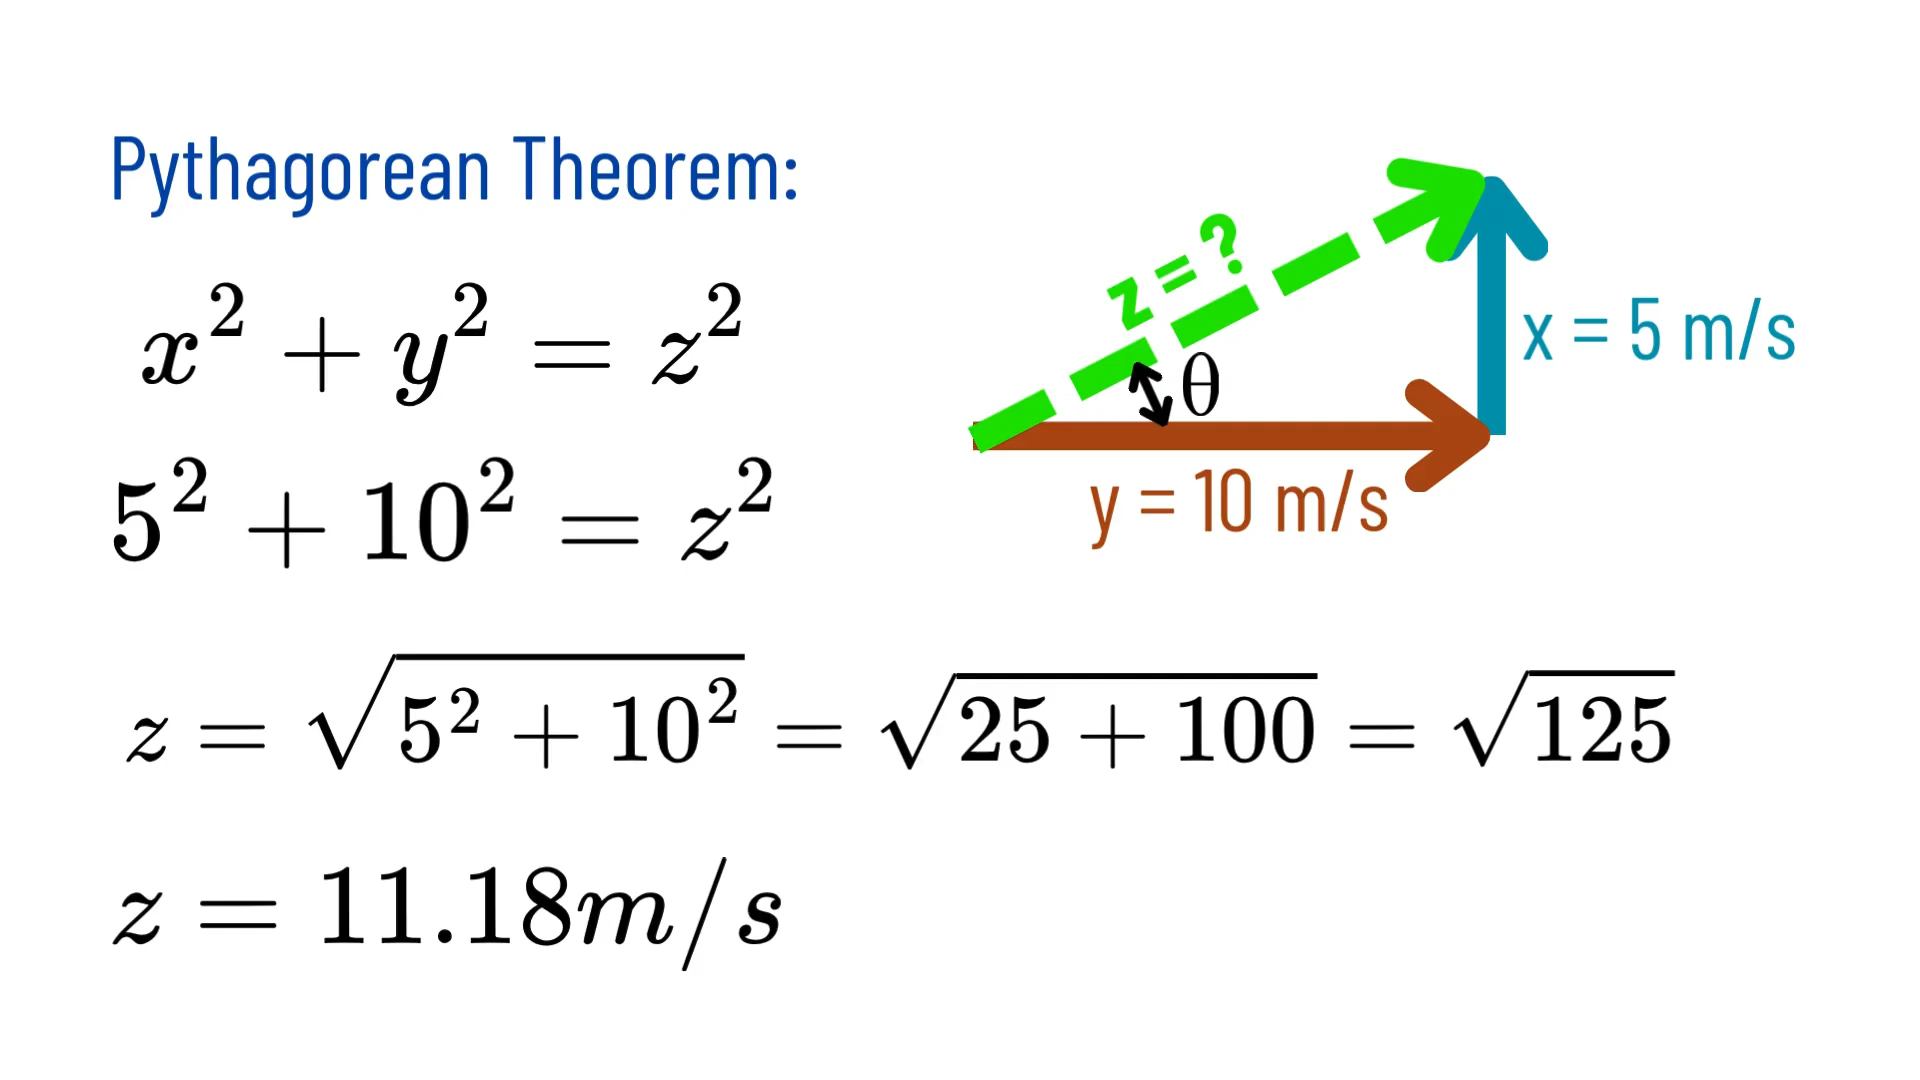 Pythagorean Theorem:
x² + y² = z²
5² + 10² = z²
z = ?
θ
x = 5 m/s
y = 10 m/s
z = √(5² + 10²) = √(25 + 100) = √125
z = 11.18m/s